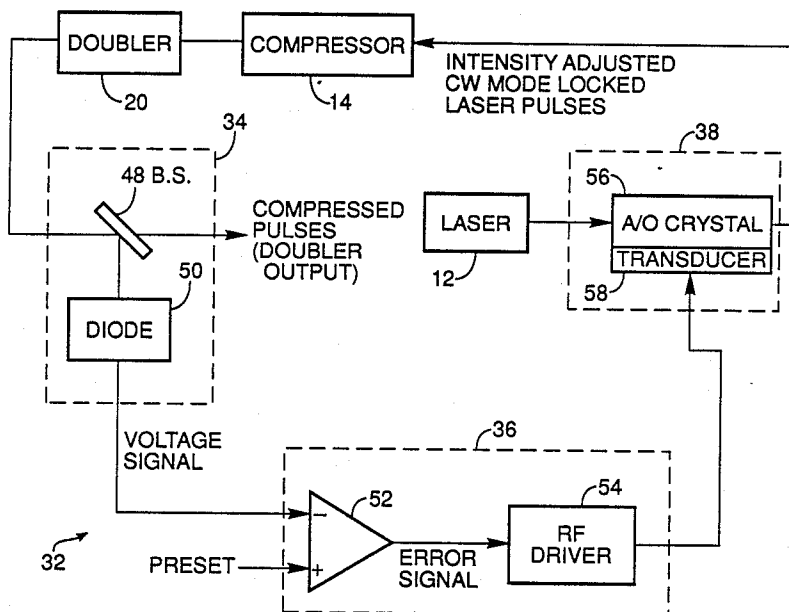 DOUBLER
COMPRESSOR
20
14
INTENSITY ADJUSTED
CW MODE LOCKED
LASER PULSES
34
48 B.S.
COMPRESSED
PULSES
(DOUBLER
OUTPUT)
50
DIODE
38
56
LASER
12
A/O CRYSTAL
TRANSDUCER
58
VOLTAGE
SIGNAL
36
52
54
RF
DRIVER
ERROR
SIGNAL
-
+
PRESET
32